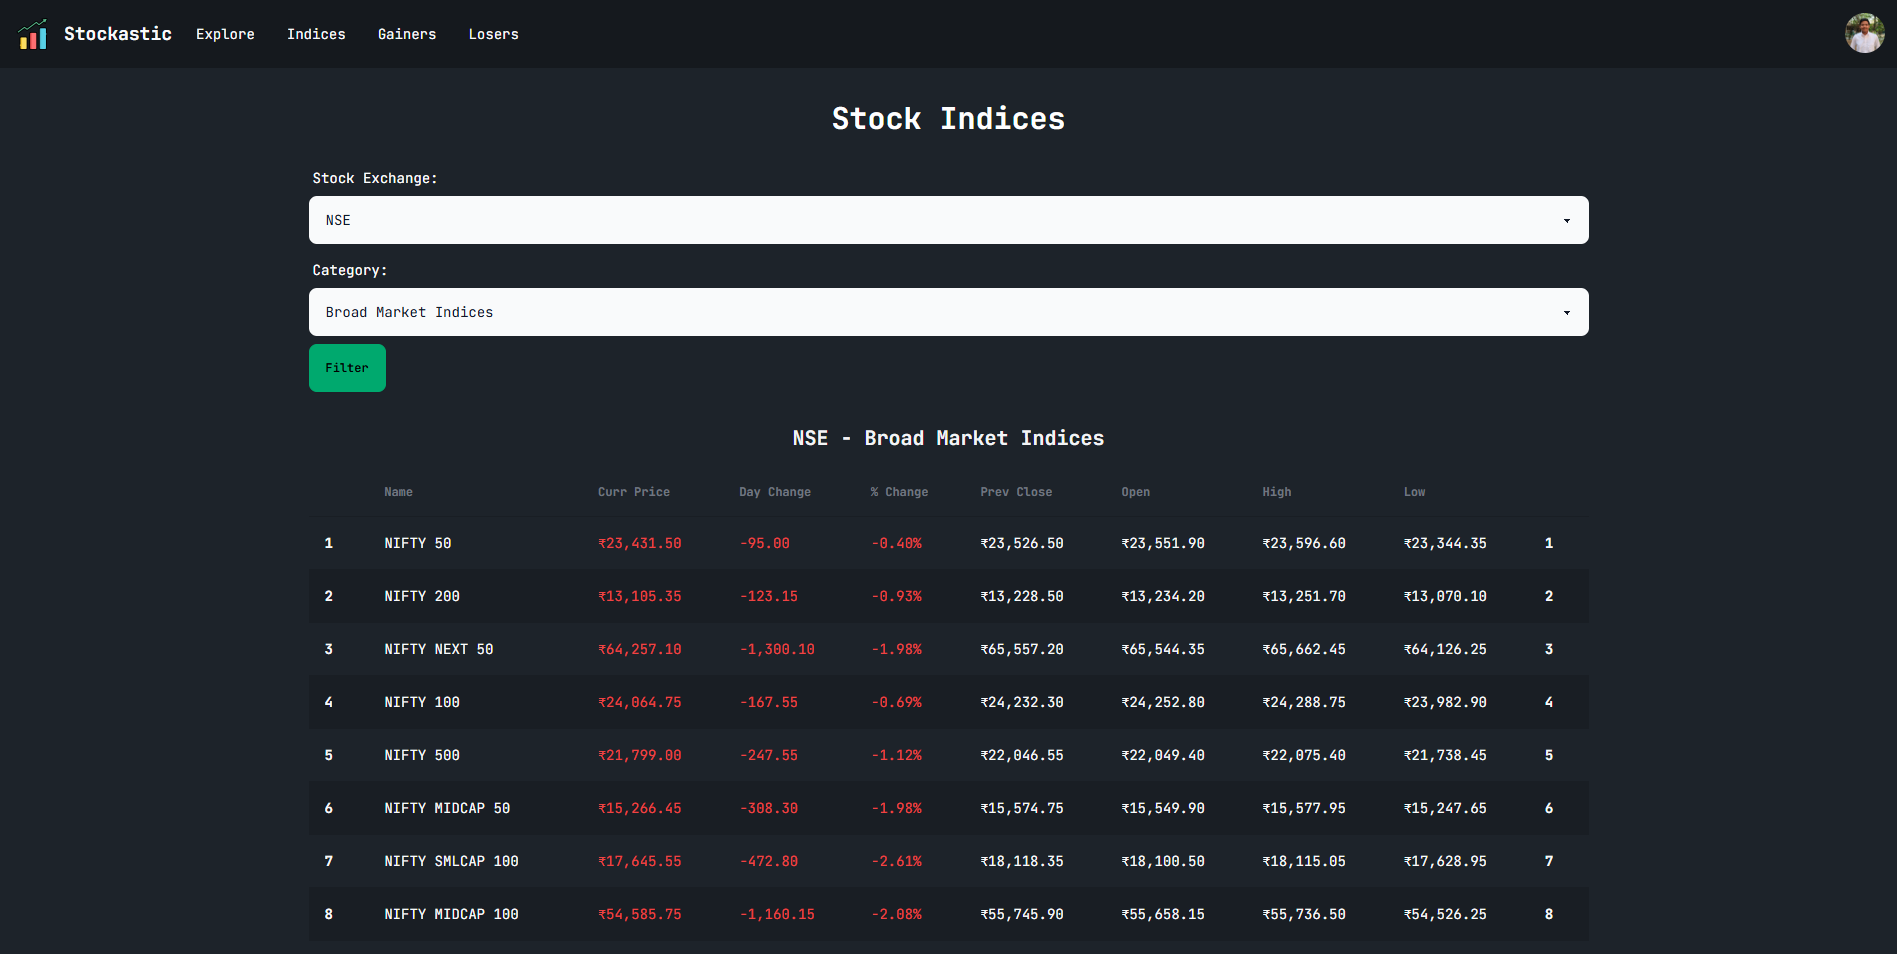 Stockastic Explore Indices Gainers Losers
Stock Indices
Stock Exchange:
NSE
Category:
Broad Market Indices
Filter
NSE - Broad Market Indices
Name Curr Price Day Change % Change Prev Close Open High Low
1 NIFTY 50 ₹23,431.50 -95.00 -0.40% ₹23,526.50 ₹23,551.90 ₹23,596.60 ₹23,344.35 1
2 NIFTY 200 ₹13,105.35 -123.15 -0.93% ₹13,228.50 ₹13,234.20 ₹13,251.70 ₹13,070.10 2
3 NIFTY NEXT 50 ₹64,257.10 -1,300.10 -1.98% ₹65,557.20 ₹65,544.35 ₹65,662.45 ₹64,126.25 3
4 NIFTY 100 ₹24,064.75 -167.55 -0.69% ₹24,232.30 ₹24,252.80 ₹24,288.75 ₹23,982.90 4
5 NIFTY 500 ₹21,799.00 -247.55 -1.12% ₹22,046.55 ₹22,049.40 ₹22,075.40 ₹21,738.45 5
6 NIFTY MIDCAP 50 ₹15,266.45 -308.30 -1.98% ₹15,574.75 ₹15,549.90 ₹15,577.95 ₹15,247.65 6
7 NIFTY SMLCAP 100 ₹17,645.55 -472.80 -2.61% ₹18,118.35 ₹18,100.50 ₹18,115.05 ₹17,628.95 7
8 NIFTY MIDCAP 100 ₹54,585.75 -1,160.15 -2.08% ₹55,745.90 ₹55,658.15 ₹55,736.50 ₹54,526.25 8